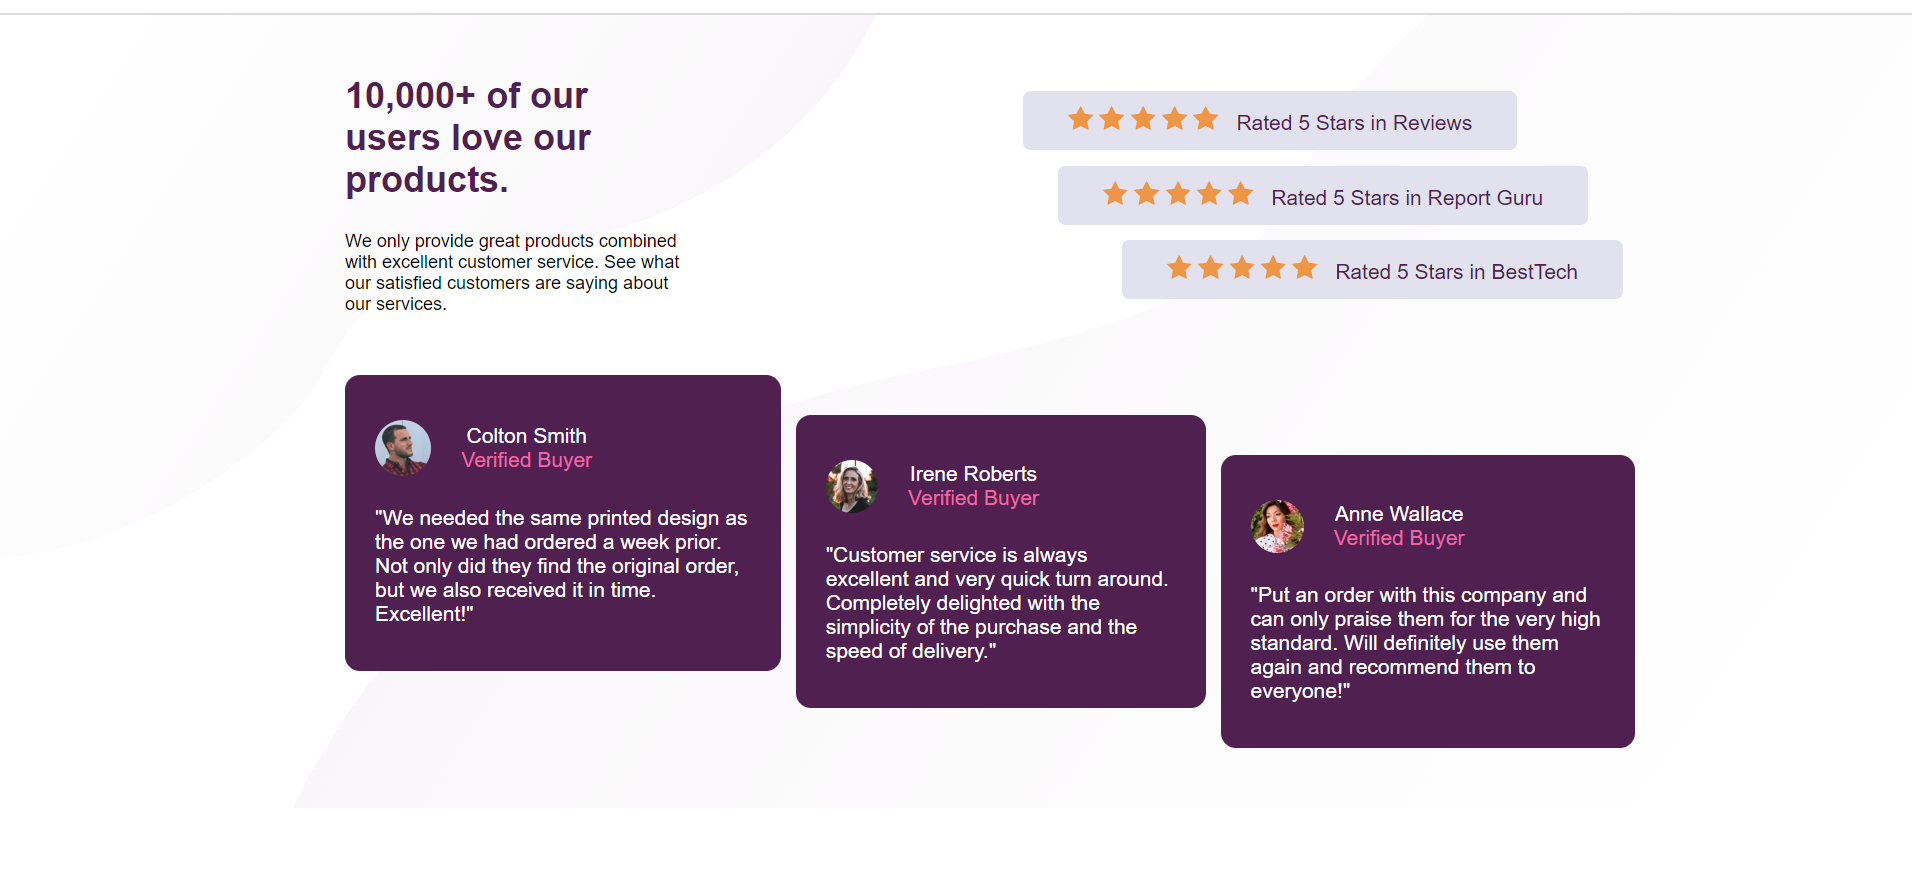 10,000+ of our
users love our
products.
We only provide great products combined
with excellent customer service. See what
our satisfied customers are saying about
our services.
Rated 5 Stars in Reviews
Rated 5 Stars in Report Guru
Rated 5 Stars in BestTech
Colton Smith
Verified Buyer
"We needed the same printed design as
the one we had ordered a week prior.
Not only did they find the original order,
but we also received it in time.
Excellent!"
Irene Roberts
Verified Buyer
"Customer service is always
excellent and very quick turn around.
Completely delighted with the
simplicity of the purchase and the
speed of delivery."
Anne Wallace
Verified Buyer
"Put an order with this company and
can only praise them for the very high
standard. Will definitely use them
again and recommend them to
everyone!"